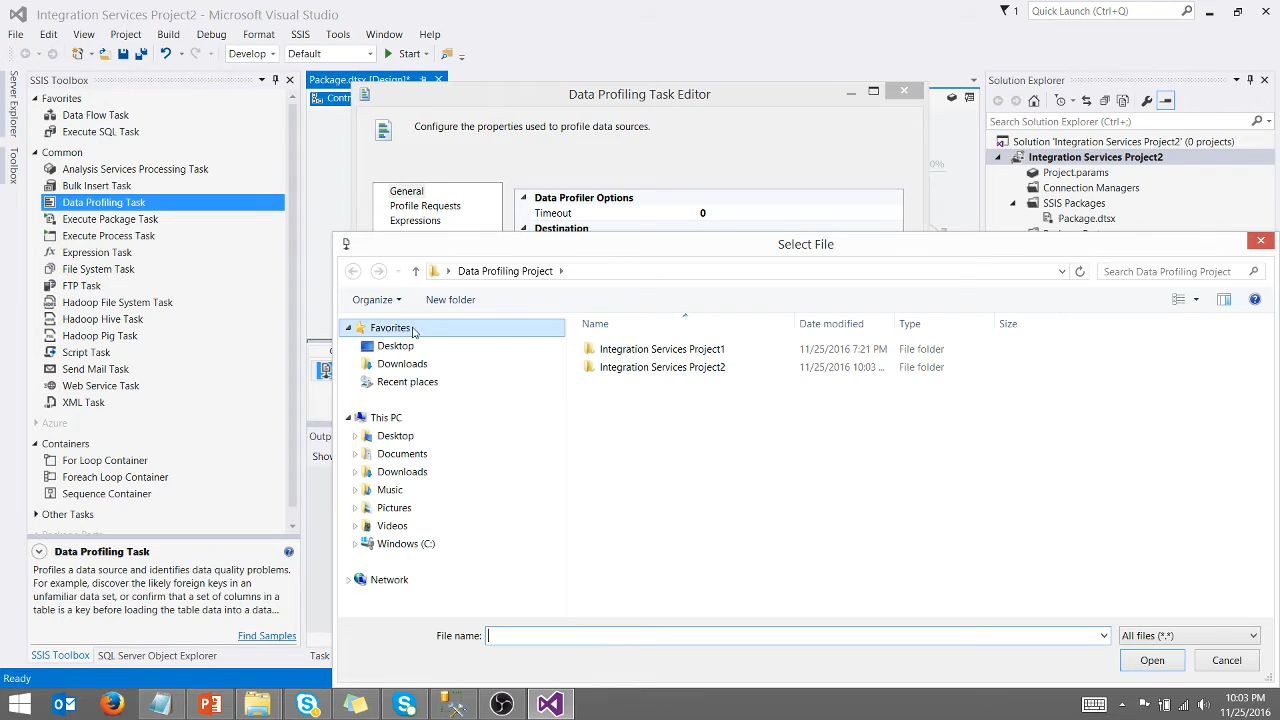 Integration Services Project2 - Microsoft Visual Studio
1
Quick Launch (Ctrl+Q)
File Edit View Project Build Debug Format SSIS Tools Window Help
Develop
Default
Start
Server Explorer
Toolbox
SSIS Toolbox
Favorites
Data Flow Task
Execute SQL Task
Common
Analysis Services Processing Task
Bulk Insert Task
Data Profiling Task
Execute Package Task
Execute Process Task
Expression Task
File System Task
FTP Task
Hadoop File System Task
Hadoop Hive Task
Hadoop Pig Task
Script Task
Send Mail Task
Web Service Task
XML Task
Azure
Containers
For Loop Container
Foreach Loop Container
Sequence Container
Other Tasks
Data Profiling Task
Profiles a data source and identifies data quality problems.
For example, discover the likely foreign keys in an
unfamiliar data set, or confirm that a set of columns in a
table is a key before loading the table data into a data...
Find Samples
SSIS Toolbox SQL Server Object Explorer
Ready
Package.dtsx [Design]*
Contr
Outp
Show
Task
Data Profiling Task Editor
Configure the properties used to profile data sources.
General
Profile Requests
Expressions
Data Profiler Options
Timeout 0
Destination
0%
Select File
Data Profiling Project
Search Data Profiling Project
Organize New folder
Favorites
Desktop
Downloads
Recent places
This PC
Desktop
Documents
Downloads
Music
Pictures
Videos
Windows (C:)
Network
Name Date modified Type Size
Integration Services Project1 11/25/2016 7:21 PM File folder
Integration Services Project2 11/25/2016 10:03 ... File folder
File name:
All files (*.*)
Open
Cancel
Solution Explorer
Search Solution Explorer (Ctrl+;)
Solution 'Integration Services Project2' (0 projects)
Integration Services Project2
Project.params
Connection Managers
SSIS Packages
Package.dtsx
10:03 PM
11/25/2016